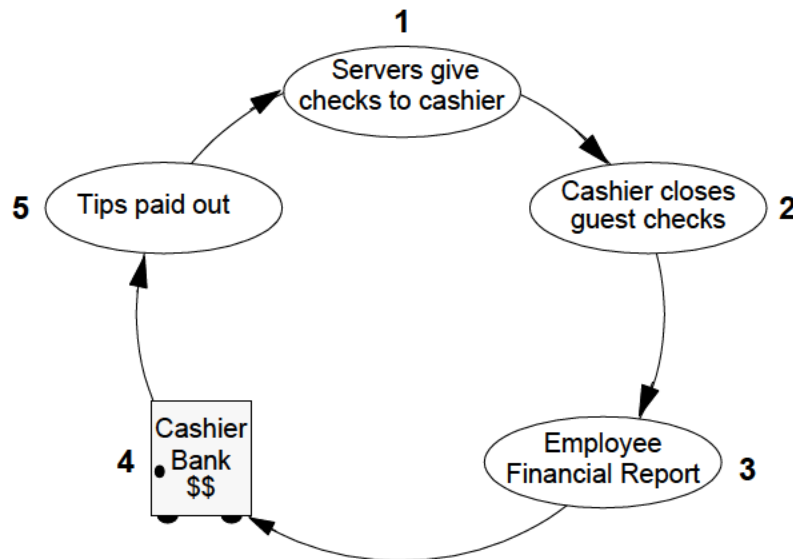 1
Servers give
checks to cashier
2
Cashier closes
guest checks
3
Employee
Financial Report
4
Cashier
Bank
$$
5
Tips paid out